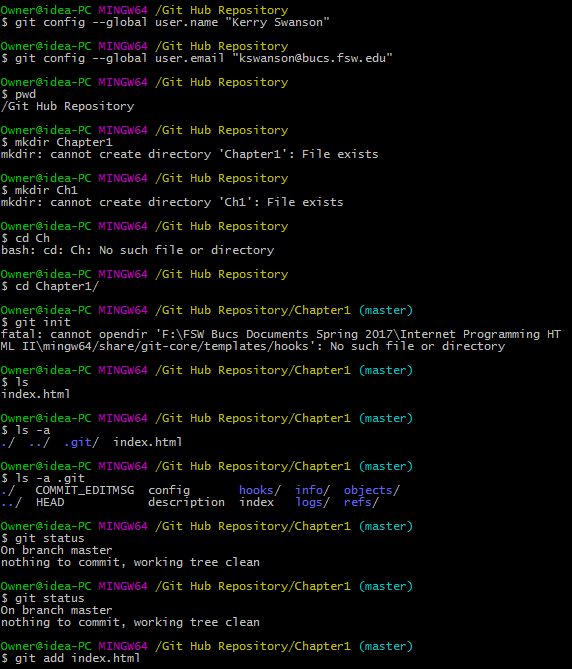 Owner@idea-PC MINGW64 /Git Hub Repository
$ git config --global user.name "Kerry Swanson"
Owner@idea-PC MINGW64 /Git Hub Repository
$ git config --global user.email "kswanson@bucs.fsw.edu"
Owner@idea-PC MINGW64 /Git Hub Repository
$ pwd
/Git Hub Repository
Owner@idea-PC MINGW64 /Git Hub Repository
$ mkdir Chapter1
mkdir: cannot create directory 'Chapter1': File exists
Owner@idea-PC MINGW64 /Git Hub Repository
$ mkdir Ch1
mkdir: cannot create directory 'Ch1': File exists
Owner@idea-PC MINGW64 /Git Hub Repository
$ cd Ch
bash: cd: Ch: No such file or directory
Owner@idea-PC MINGW64 /Git Hub Repository
$ cd Chapter1/
Owner@idea-PC MINGW64 /Git Hub Repository/Chapter1 (master)
$ git init
fatal: cannot opendir 'F:\FSW Bucs Documents Spring 2017\Internet Programming HT
ML II\mingw64/share/git-core/templates/hooks': No such file or directory
Owner@idea-PC MINGW64 /Git Hub Repository/Chapter1 (master)
$ ls
index.html
Owner@idea-PC MINGW64 /Git Hub Repository/Chapter1 (master)
$ ls -a
./  ../  .git/  index.html
Owner@idea-PC MINGW64 /Git Hub Repository/Chapter1 (master)
$ ls -a .git
./   COMMIT_EDITMSG  config       hooks/  info/  objects/
../  HEAD            description  index   logs/  refs/
Owner@idea-PC MINGW64 /Git Hub Repository/Chapter1 (master)
$ git status
On branch master
nothing to commit, working tree clean
Owner@idea-PC MINGW64 /Git Hub Repository/Chapter1 (master)
$ git status
On branch master
nothing to commit, working tree clean
Owner@idea-PC MINGW64 /Git Hub Repository/Chapter1 (master)
$ git add index.html